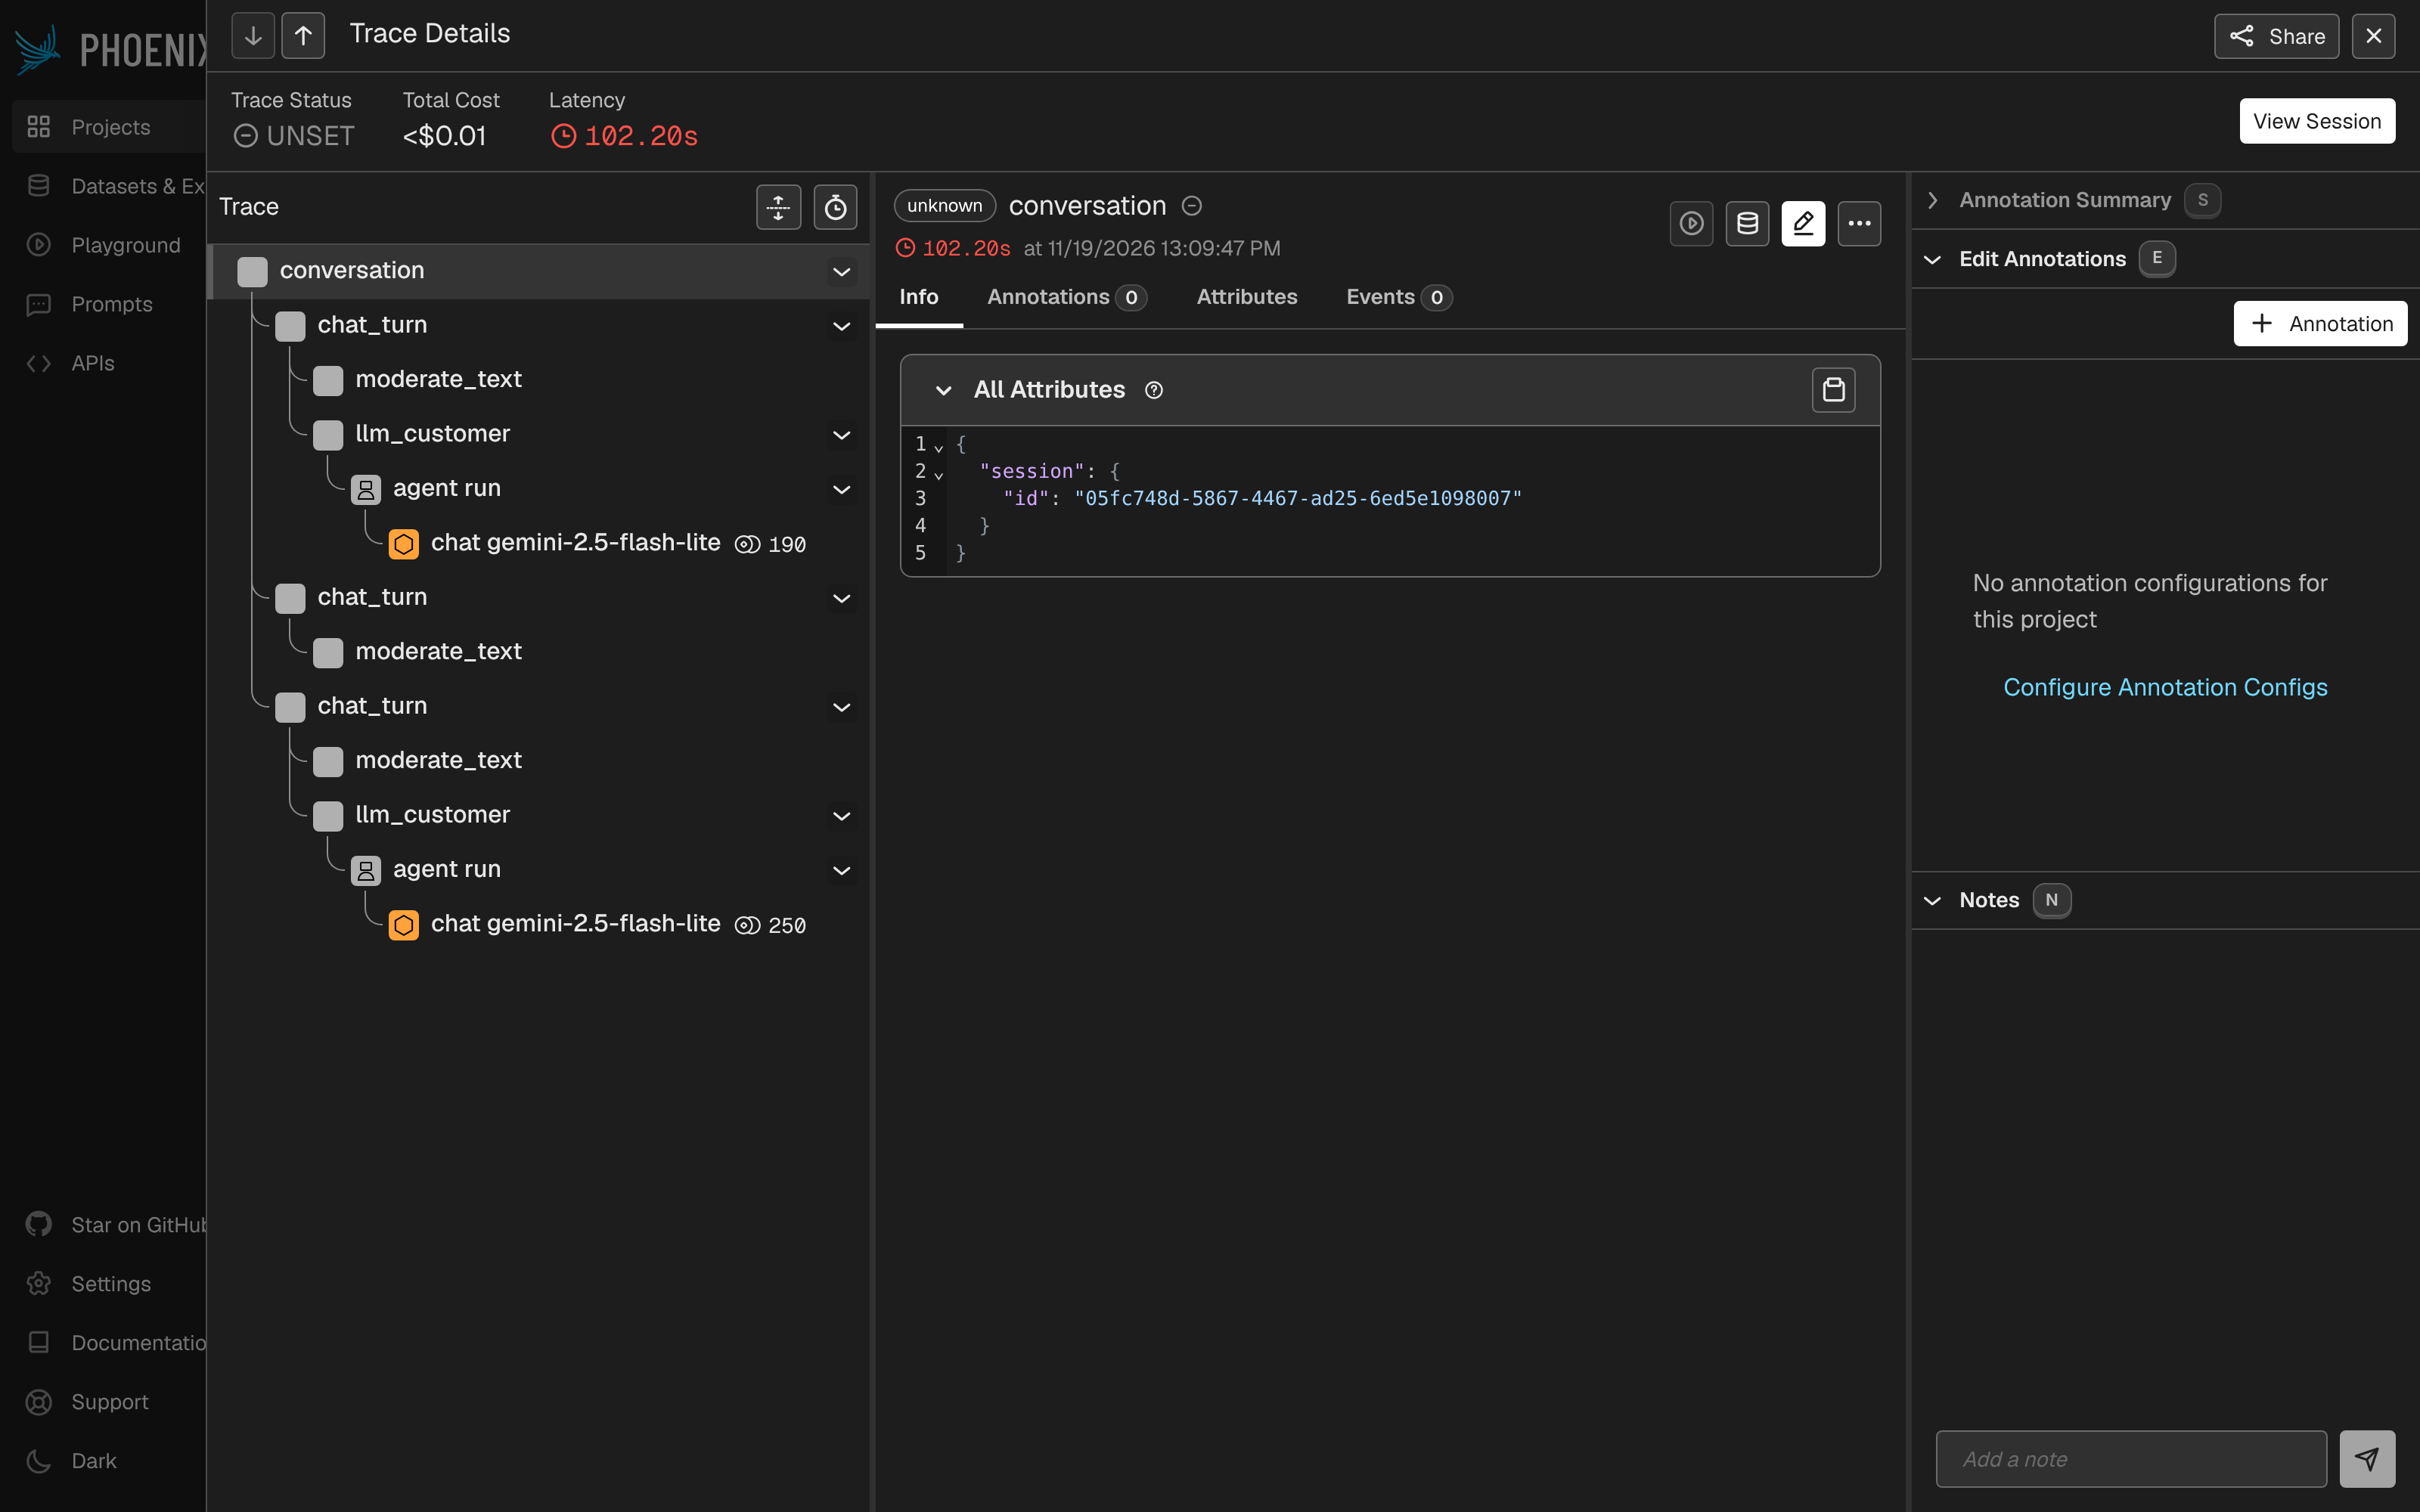 PHOENIX
Projects
Datasets & Ex
Playground
Prompts
APIs
Star on GitHub
Settings
Documentatio
Support
Dark
Trace Details
Share
Trace Status
UNSET
Total Cost
<$0.01
Latency
102.20s
View Session
Trace
conversation
chat_turn
moderate_text
llm_customer
agent run
chat gemini-2.5-flash-lite 190
chat_turn
moderate_text
chat_turn
moderate_text
llm_customer
agent run
chat gemini-2.5-flash-lite 250
unknown conversation
102.20s at 11/19/2026 13:09:47 PM
Info Annotations 0 Attributes Events 0
All Attributes
1 {
2 "session": {
3 "id": "05fc748d-5867-4467-ad25-6ed5e1098007"
4 }
5 }
Annotation Summary S
Edit Annotations E
Annotation
No annotation configurations for
this project
Configure Annotation Configs
Notes N
Add a note